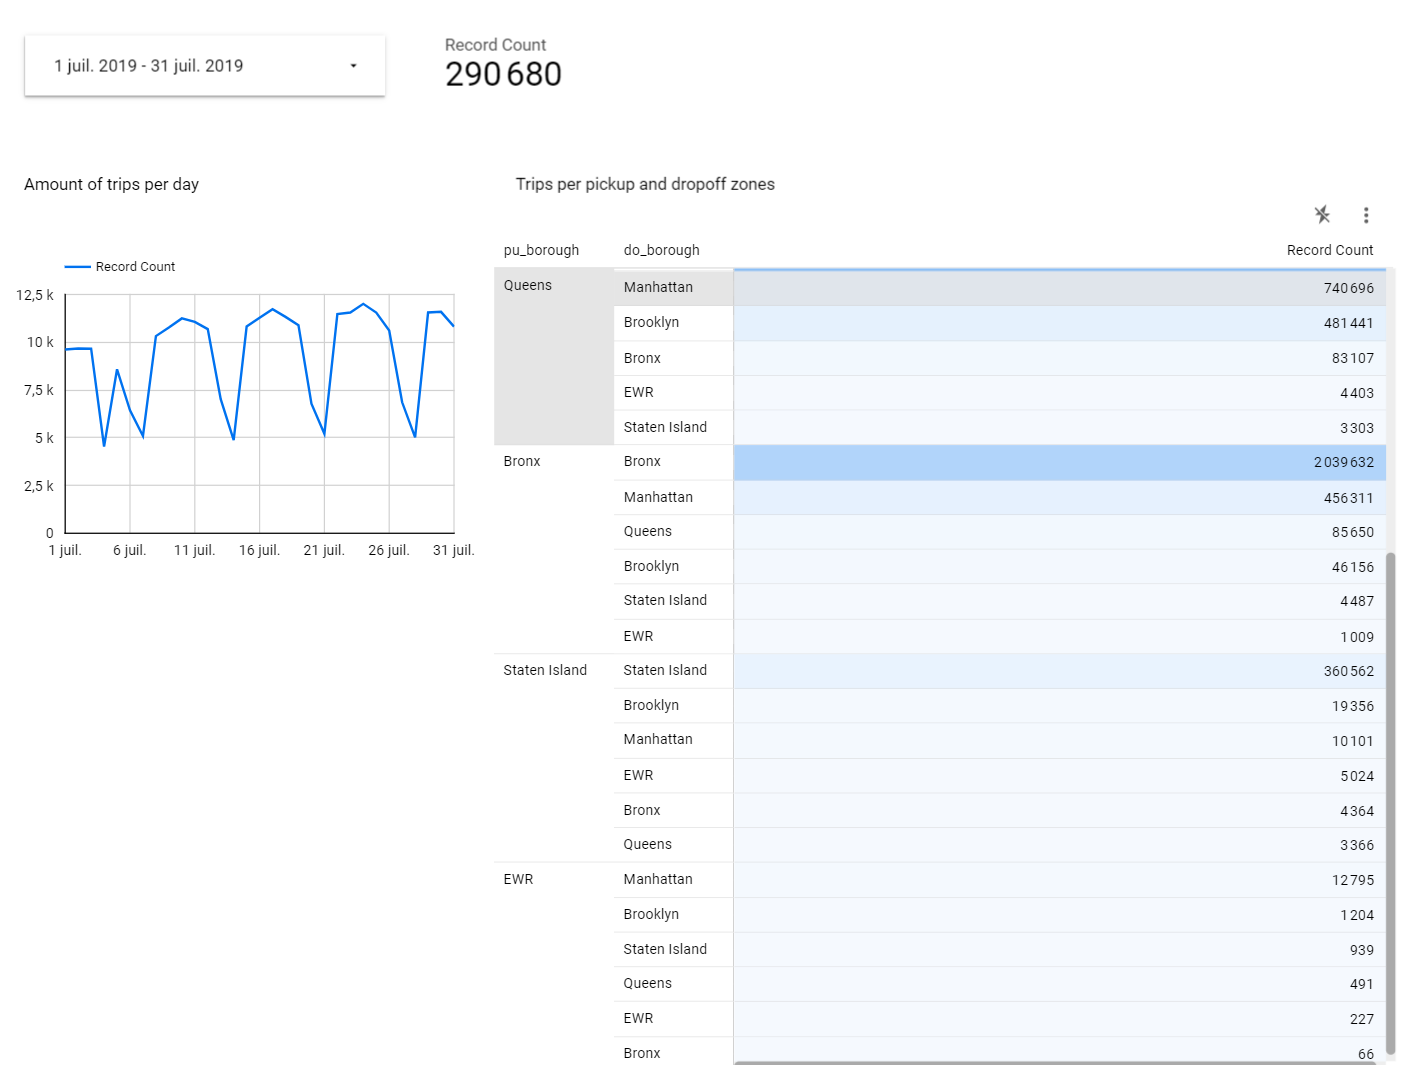 1 juil. 2019 - 31 juil. 2019
Record Count
290 680
Amount of trips per day
Record Count
12,5 k
10 k
7,5 k
5 k
2,5 k
0
1 juil. 6 juil. 11 juil. 16 juil. 21 juil. 26 juil. 31 juil.
Trips per pickup and dropoff zones
pu_borough do_borough Record Count
Queens Manhattan 740 696
Brooklyn 481 441
Bronx 83 107
EWR 4 403
Staten Island 3 303
Bronx Bronx 2 039 632
Manhattan 456 311
Queens 85 650
Brooklyn 46 156
Staten Island 4 487
EWR 1 009
Staten Island Staten Island 360 562
Brooklyn 19 356
Manhattan 10 101
EWR 5 024
Bronx 4 364
Queens 3 366
EWR Manhattan 12 795
Brooklyn 1 204
Staten Island 939
Queens 491
EWR 227
Bronx 66